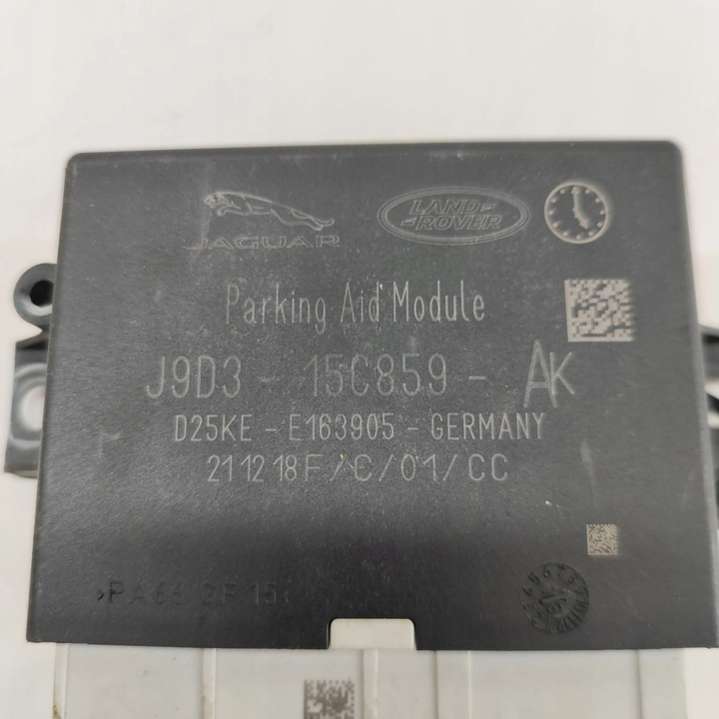 JAGUAR
LAND ROVER
Parking Aid Module
J9D3 - 15C859 - AK
D25KE - E163905 - GERMANY
211218F/C/01/CC